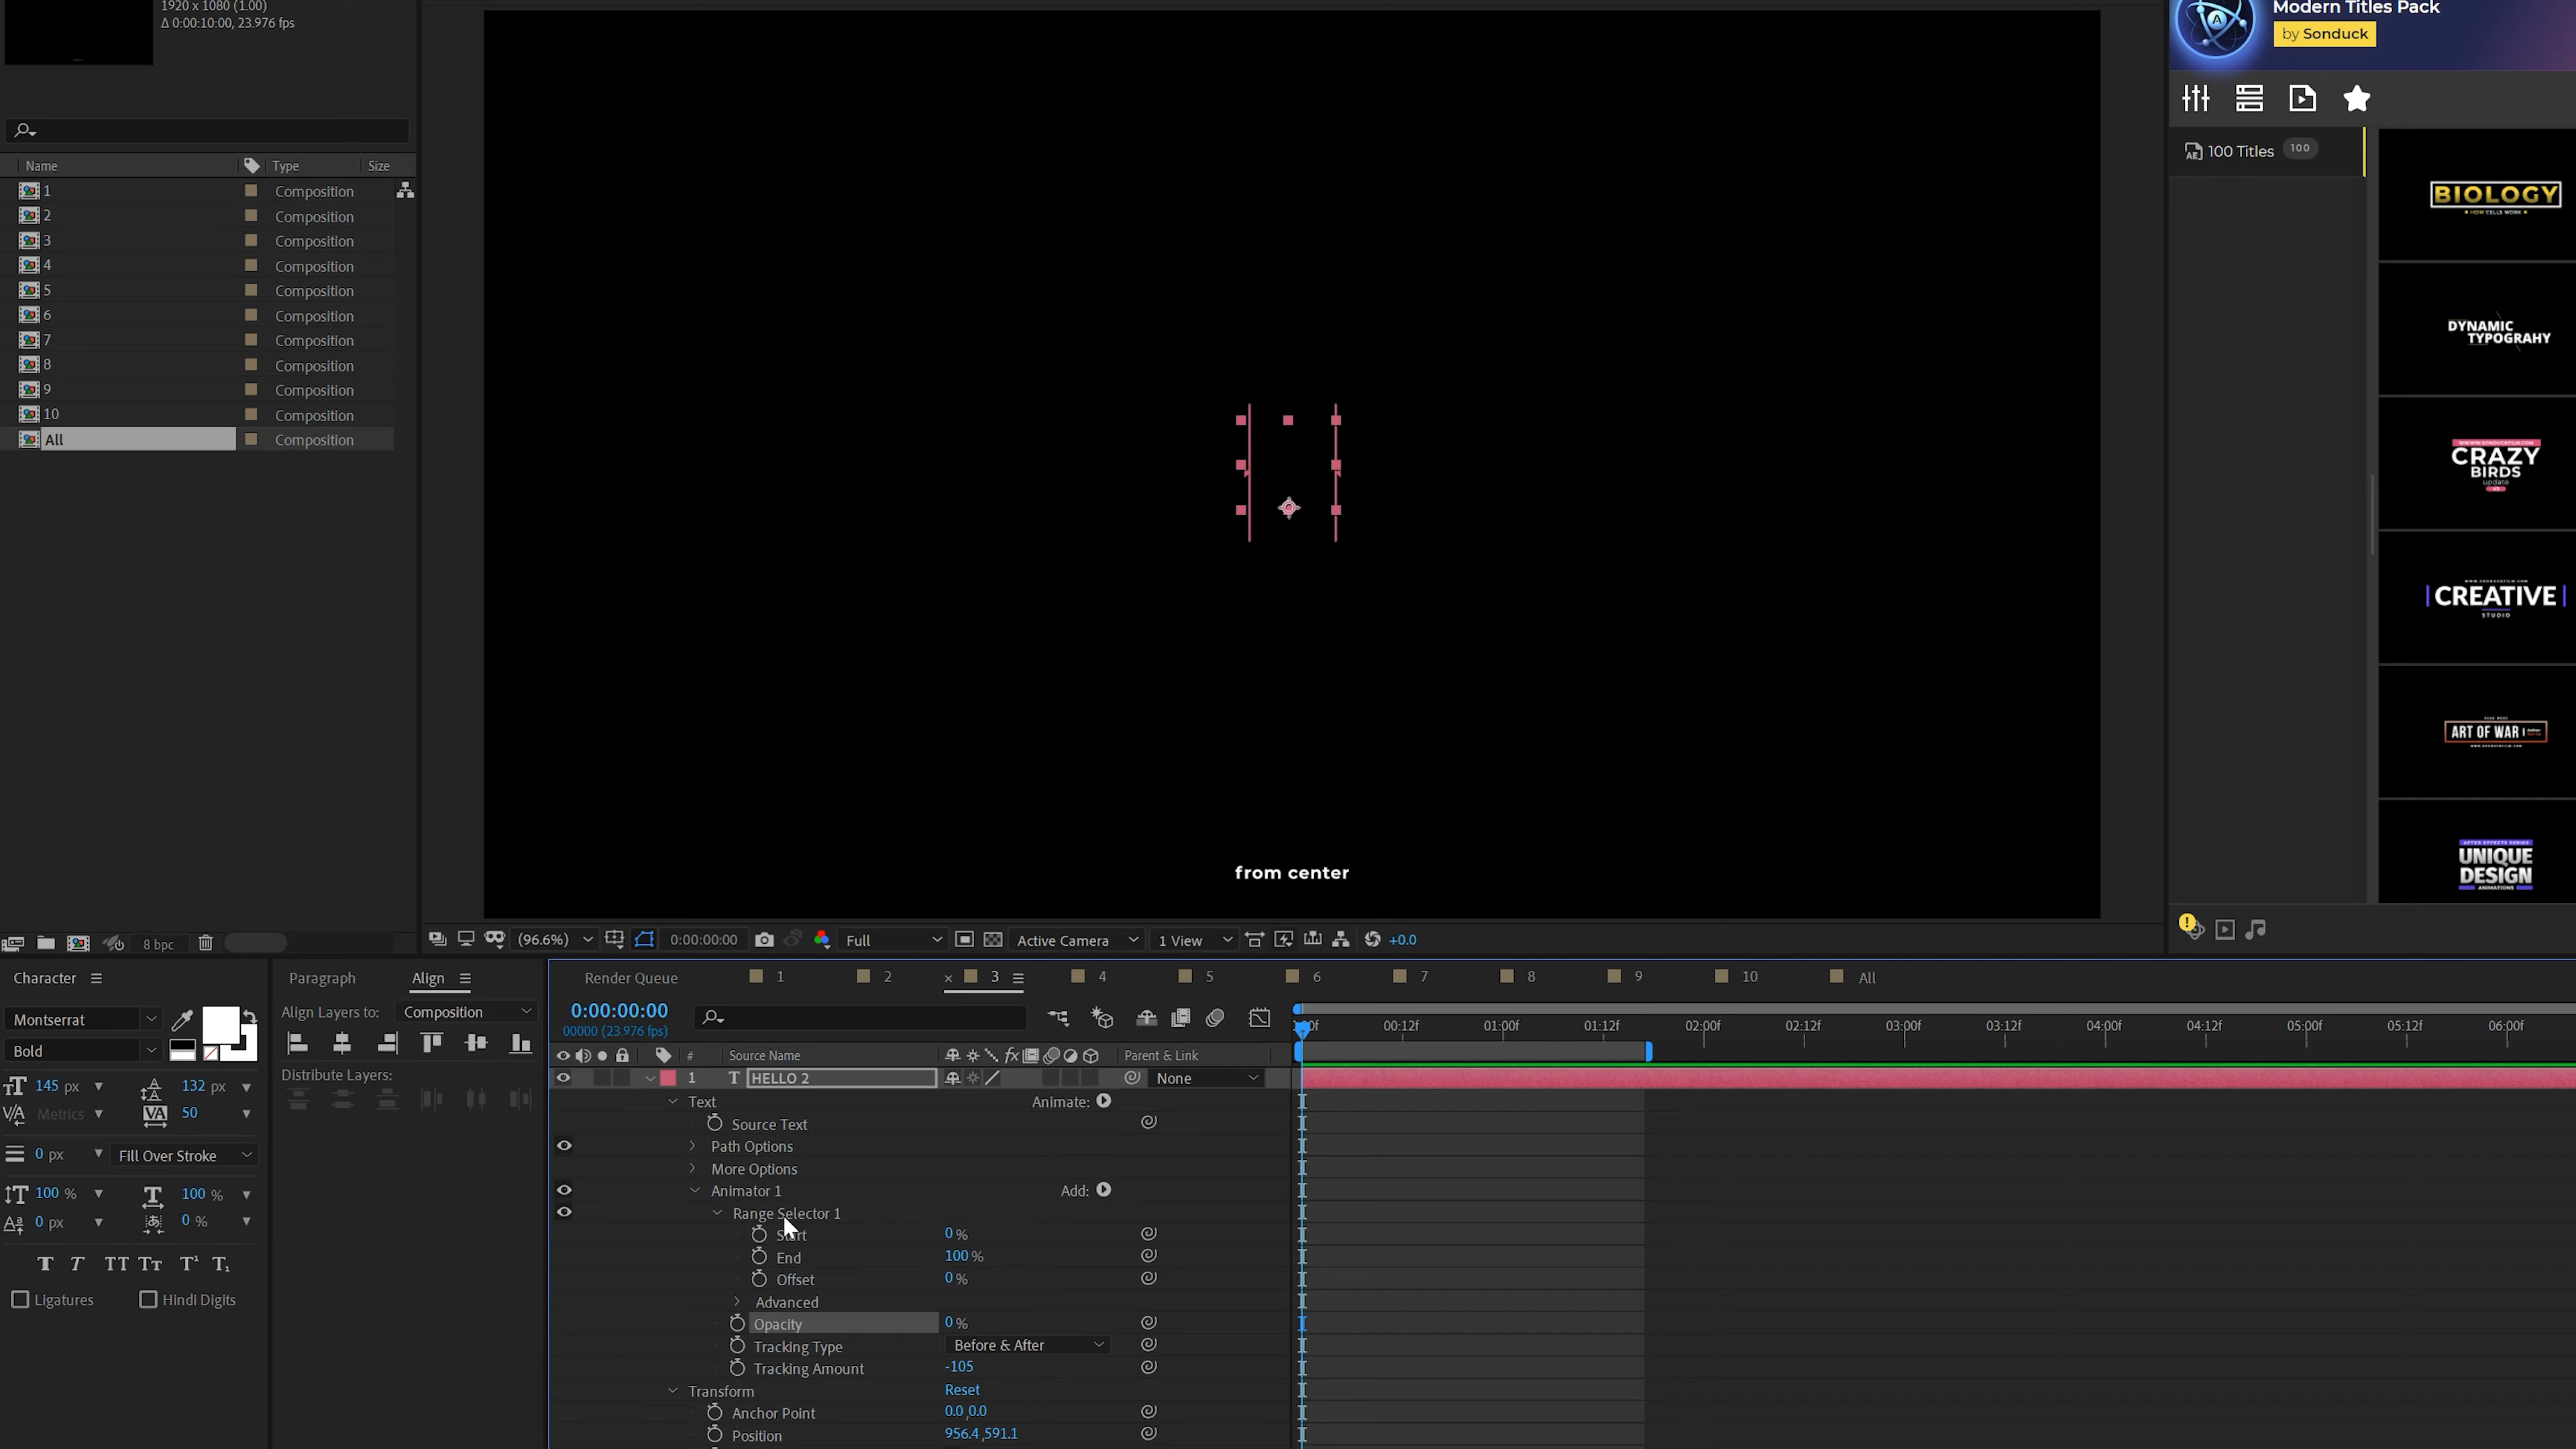 1920 x 1080 (1.00)
Δ 0:00:10:00, 23.976 fps
Modern Titles Pack
by Sonduck
100 Titles 100
Name Type Size
1 Composition
2 Composition
3 Composition
4 Composition
5 Composition
6 Composition
7 Composition
8 Composition
9 Composition
10 Composition
All Composition
BIOLOGY
HOW CELLS WORK
DYNAMIC
TYPOGRAHY
CRAZY
BIRDS
update
CREATIVE
STUDIO
ART OF WAR
UNIQUE
DESIGN
ANIMATIONS
from center
8 bpc
(96.6%) 0:00:00:00 Full Active Camera 1 View +0.0
Character
Paragraph Align
Render Queue 1 2 3 4 5 6 7 8 9 10 All
Montserrat
Bold
Align Layers to: Composition
Distribute Layers:
145 px 132 px
Metrics 50
0 px Fill Over Stroke
100 % 100 %
0 px 0 %
T T TT Tт T¹ T₁
Ligatures Hindi Digits
0:00:00:00
00000 (23.976 fps)
00:12f 01:00f 01:12f 02:00f 02:12f 03:00f 03:12f 04:00f 04:12f 05:00f 05:12f 06:00f
# Source Name Parent & Link
1 T HELLO 2 None
Text Animate:
Source Text
Path Options
More Options
Animator 1 Add:
Range Selector 1
Start 0 %
End 100 %
Offset 0 %
Advanced
Opacity 0 %
Tracking Type Before & After
Tracking Amount -105
Transform Reset
Anchor Point 0.0,0.0
Position 956.4,591.1